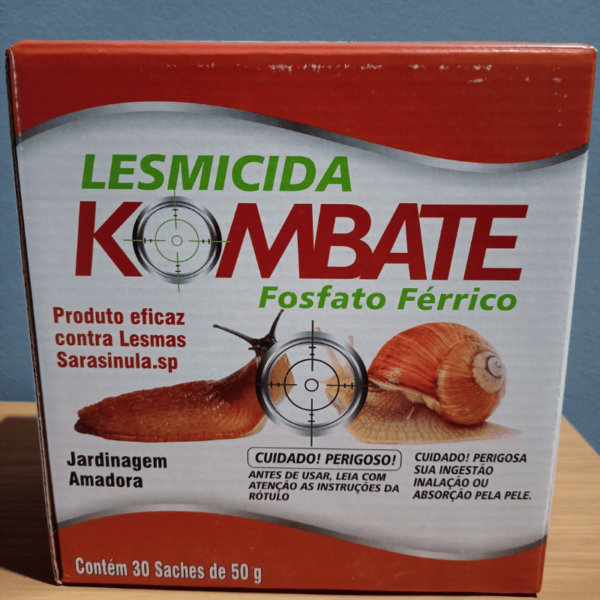 LESMICIDA
KOMBATE
Fosfato Férrico
Produto eficaz
contra Lesmas
Sarasinula.sp
Jardinagem
Amadora
CUIDADO! PERIGOSO!
ANTES DE USAR, LEIA COM
ATENÇÃO AS INSTRUÇÕES DA
RÓTULO
CUIDADO! PERIGOSA
SUA INGESTÃO
INALAÇÃO OU
ABSORÇÃO PELA PELE.
Contém 30 Saches de 50 g